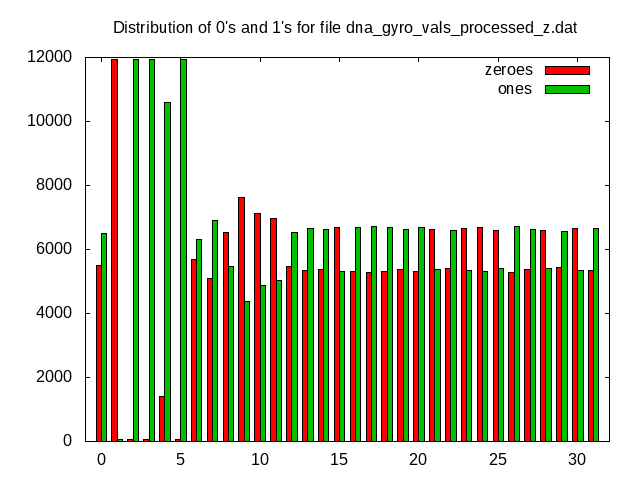 Distribution of 0's and 1's for file dna_gyro_vals_processed_z.dat
12000
10000
8000
6000
4000
2000
0
zeroes
ones
0 5 10 15 20 25 30